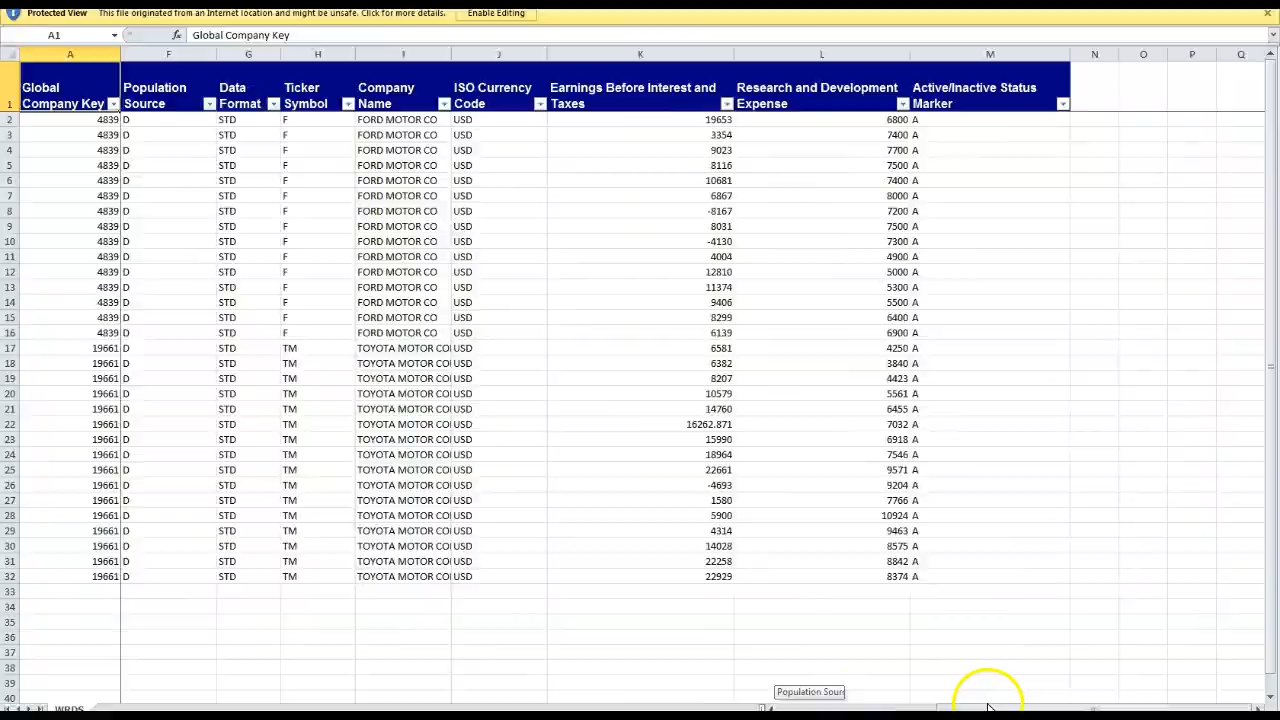 Protected View This file originated from an Internet location and might be unsafe. Click for more details. Enable Editing
A1 fx Global Company Key
A F G H I J K L M N O P Q
Global Population Data Ticker Company ISO Currency Earnings Before Interest and Research and Development Active/Inactive Status
1 Company Key Source Format Symbol Name Code Taxes Expense Marker
2 4839 D STD F FORD MOTOR CO USD 19653 6800 A
3 4839 D STD F FORD MOTOR CO USD 3354 7400 A
4 4839 D STD F FORD MOTOR CO USD 9023 7700 A
5 4839 D STD F FORD MOTOR CO USD 8116 7500 A
6 4839 D STD F FORD MOTOR CO USD 10681 7400 A
7 4839 D STD F FORD MOTOR CO USD 6867 8000 A
8 4839 D STD F FORD MOTOR CO USD -8167 7200 A
9 4839 D STD F FORD MOTOR CO USD 8031 7500 A
10 4839 D STD F FORD MOTOR CO USD -4130 7300 A
11 4839 D STD F FORD MOTOR CO USD 4004 4900 A
12 4839 D STD F FORD MOTOR CO USD 12810 5000 A
13 4839 D STD F FORD MOTOR CO USD 11374 5300 A
14 4839 D STD F FORD MOTOR CO USD 9406 5500 A
15 4839 D STD F FORD MOTOR CO USD 8299 6400 A
16 4839 D STD F FORD MOTOR CO USD 6139 6900 A
17 19661 D STD TM TOYOTA MOTOR CO USD 6581 4250 A
18 19661 D STD TM TOYOTA MOTOR CO USD 6382 3840 A
19 19661 D STD TM TOYOTA MOTOR CO USD 8207 4423 A
20 19661 D STD TM TOYOTA MOTOR CO USD 10579 5561 A
21 19661 D STD TM TOYOTA MOTOR CO USD 14760 6455 A
22 19661 D STD TM TOYOTA MOTOR CO USD 16262.871 7032 A
23 19661 D STD TM TOYOTA MOTOR CO USD 15990 6918 A
24 19661 D STD TM TOYOTA MOTOR CO USD 18964 7546 A
25 19661 D STD TM TOYOTA MOTOR CO USD 22661 9571 A
26 19661 D STD TM TOYOTA MOTOR CO USD -4693 9204 A
27 19661 D STD TM TOYOTA MOTOR CO USD 1580 7766 A
28 19661 D STD TM TOYOTA MOTOR CO USD 5900 10924 A
29 19661 D STD TM TOYOTA MOTOR CO USD 4314 9463 A
30 19661 D STD TM TOYOTA MOTOR CO USD 14028 8575 A
31 19661 D STD TM TOYOTA MOTOR CO USD 22258 8842 A
32 19661 D STD TM TOYOTA MOTOR CO USD 22929 8374 A
33
34
35
36
37
38
39
40
Population Sour
WRDS